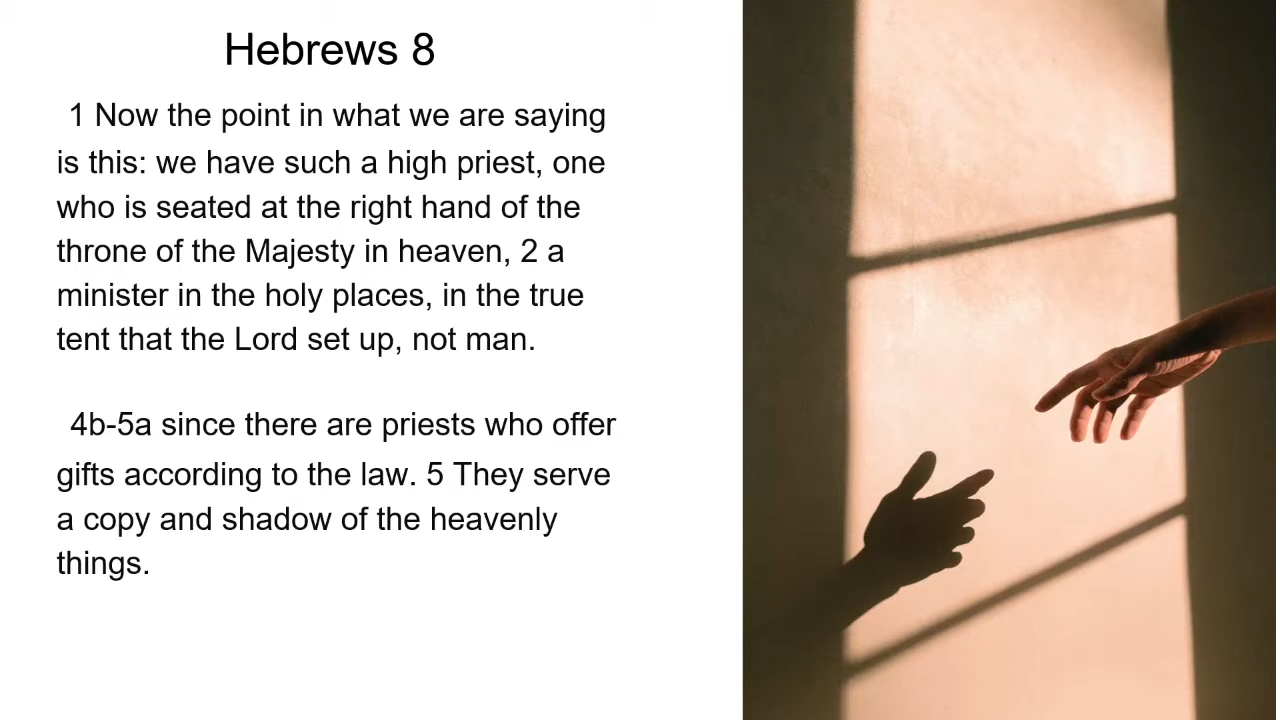 Hebrews 8
1 Now the point in what we are saying
is this: we have such a high priest, one
who is seated at the right hand of the
throne of the Majesty in heaven, 2 a
minister in the holy places, in the true
tent that the Lord set up, not man.
4b-5a since there are priests who offer
gifts according to the law. 5 They serve
a copy and shadow of the heavenly
things.